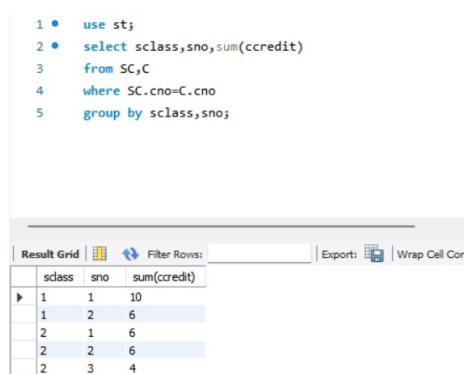 1 use st;
2 select sclass,sno,sum(ccredit)
3 from SC,C
4 where SC.cno=C.cno
5 group by sclass,sno;
Result Grid Filter Rows: Export: Wrap Cell Con
sclass sno sum(ccredit)
1 1 10
1 2 6
2 1 6
2 2 6
2 3 4